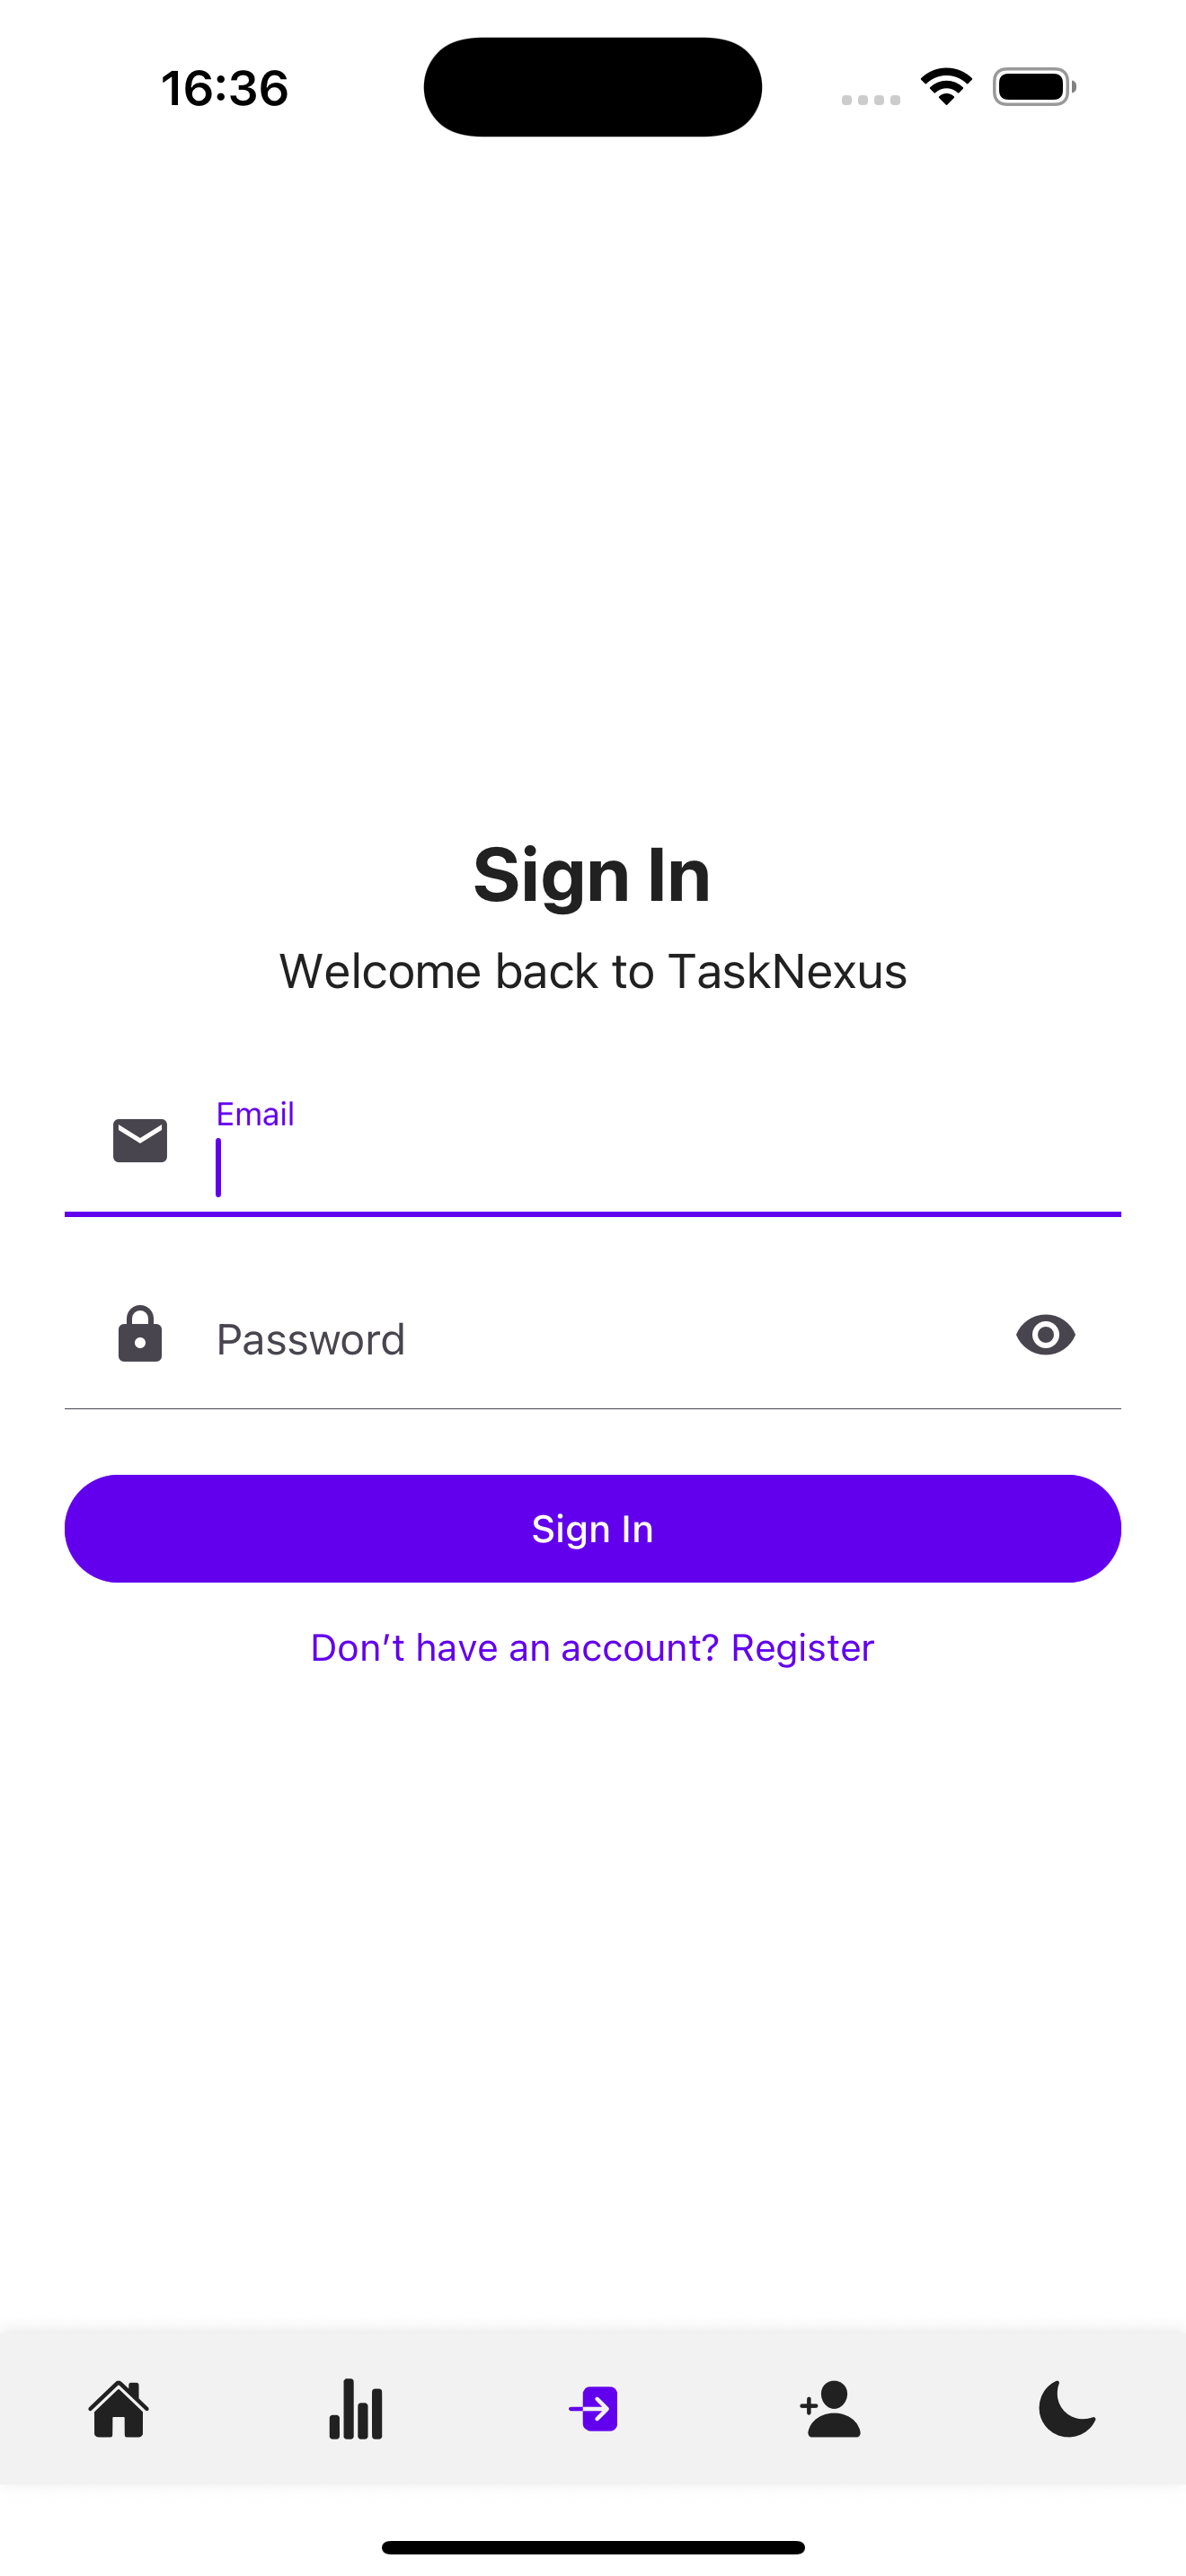 16:36
Sign In
Welcome back to TaskNexus
Email
Password
Sign In
Don’t have an account? Register